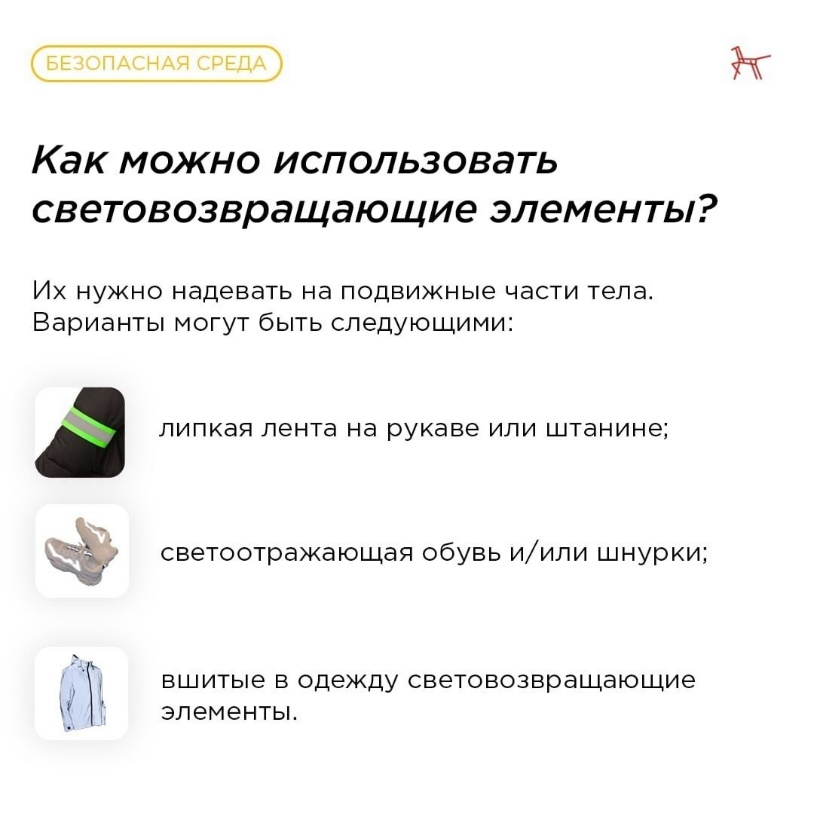 БЕЗОПАСНАЯ СРЕДА
Как можно использовать
световозвращающие элементы?
Их нужно надевать на подвижные части тела.
Варианты могут быть следующими:
липкая лента на рукаве или штанине;
светоотражающая обувь и/или шнурки;
вшитые в одежду световозвращающие
элементы.